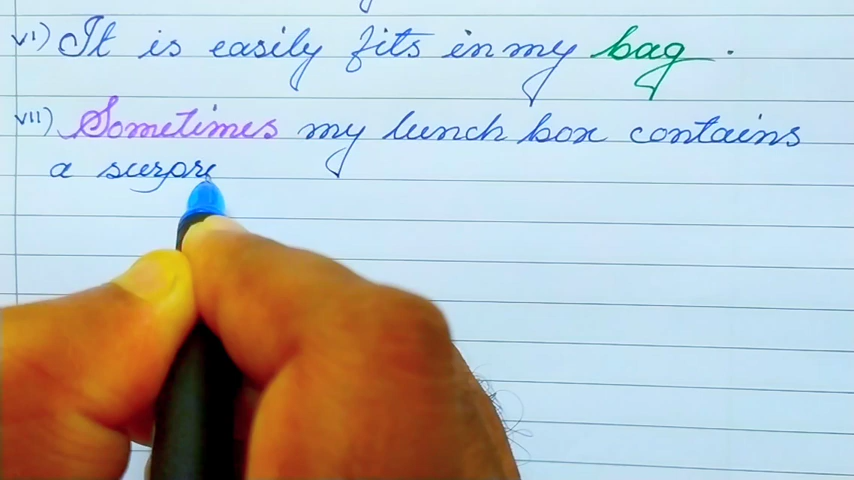 vi) It is easily fits in my bag.
vii) Sometimes my lunch box contains
a surpri